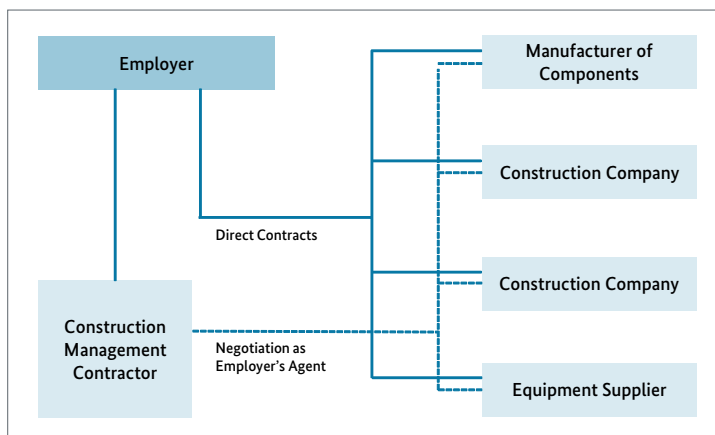 Employer
Manufacturer of
Components
Construction Company
Direct Contracts
Construction Company
Construction
Management
Contractor
Negotiation as
Employer's Agent
Equipment Supplier